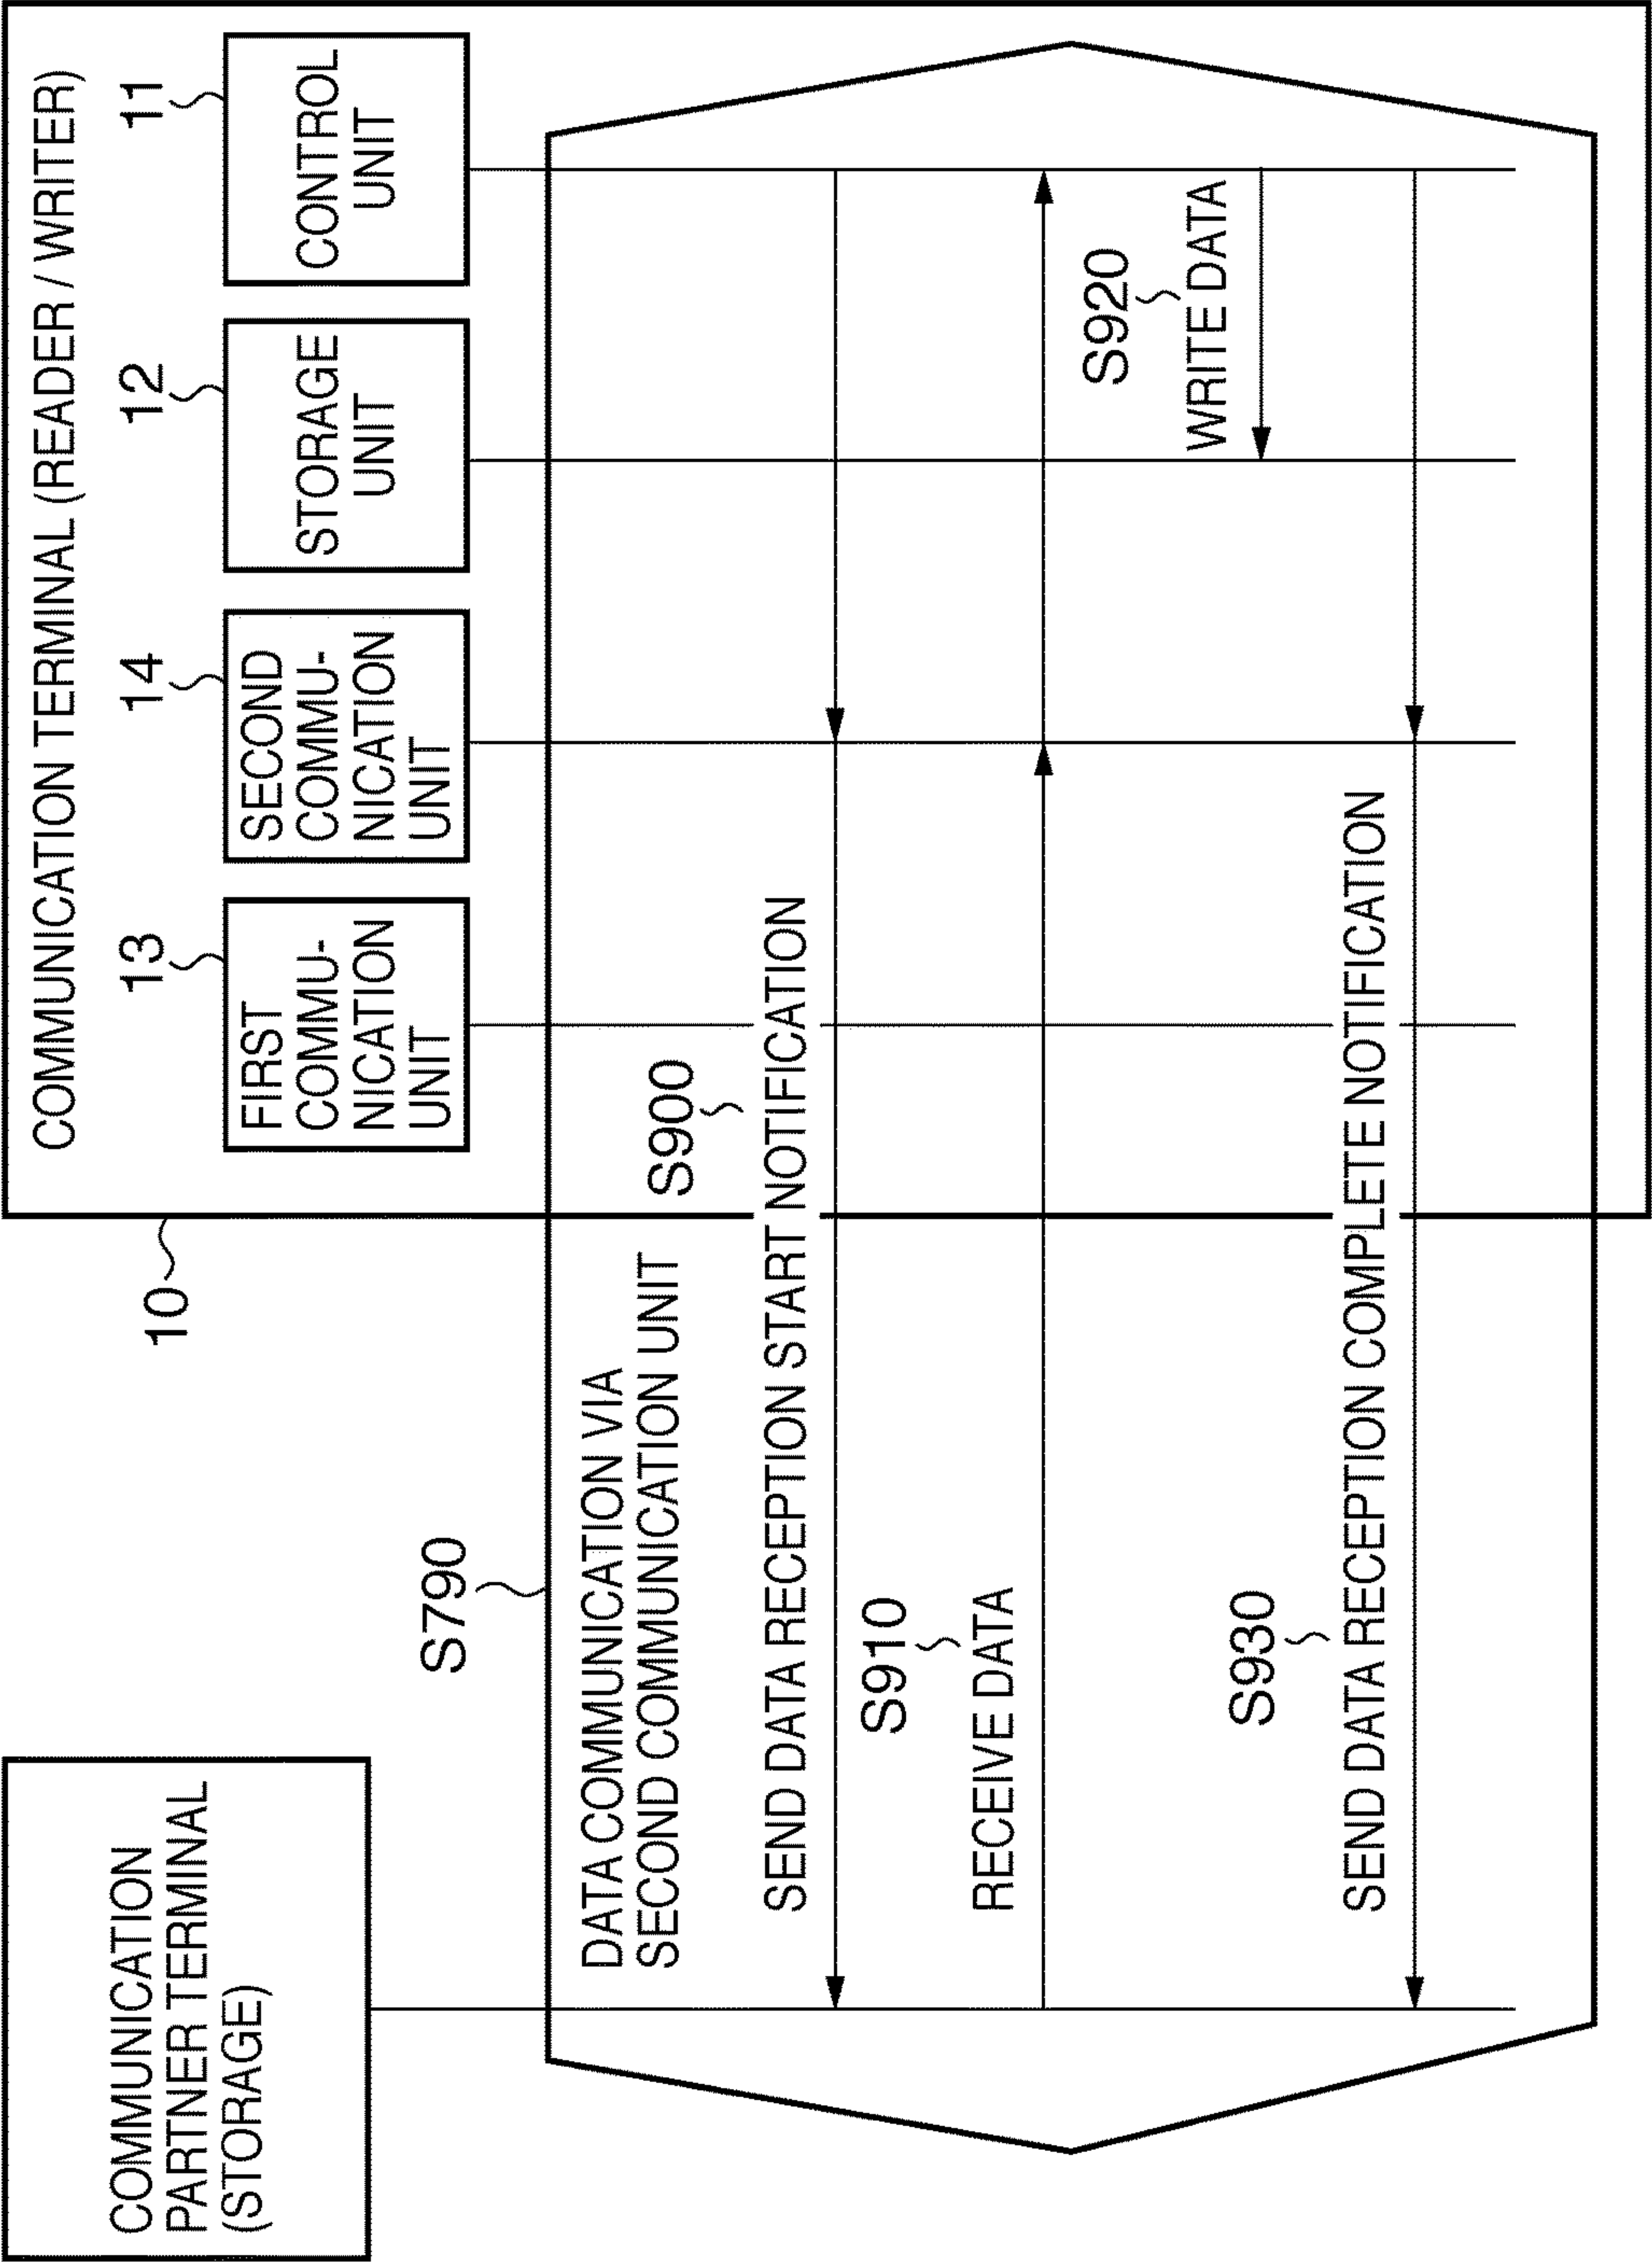 COMMUNICATION
PARTNER TERMINAL
(STORAGE)
10
COMMUNICATION TERMINAL (READER / WRITER)
13
FIRST
COMMU-
NICATION
UNIT
14
SECOND
COMMU-
NICATION
UNIT
12
STORAGE
UNIT
11
CONTROL
UNIT
S790
DATA COMMUNICATION VIA
SECOND COMMUNICATION UNIT
S900
SEND DATA RECEPTION START NOTIFICATION
S910
RECEIVE DATA
S920
WRITE DATA
S930
SEND DATA RECEPTION COMPLETE NOTIFICATION